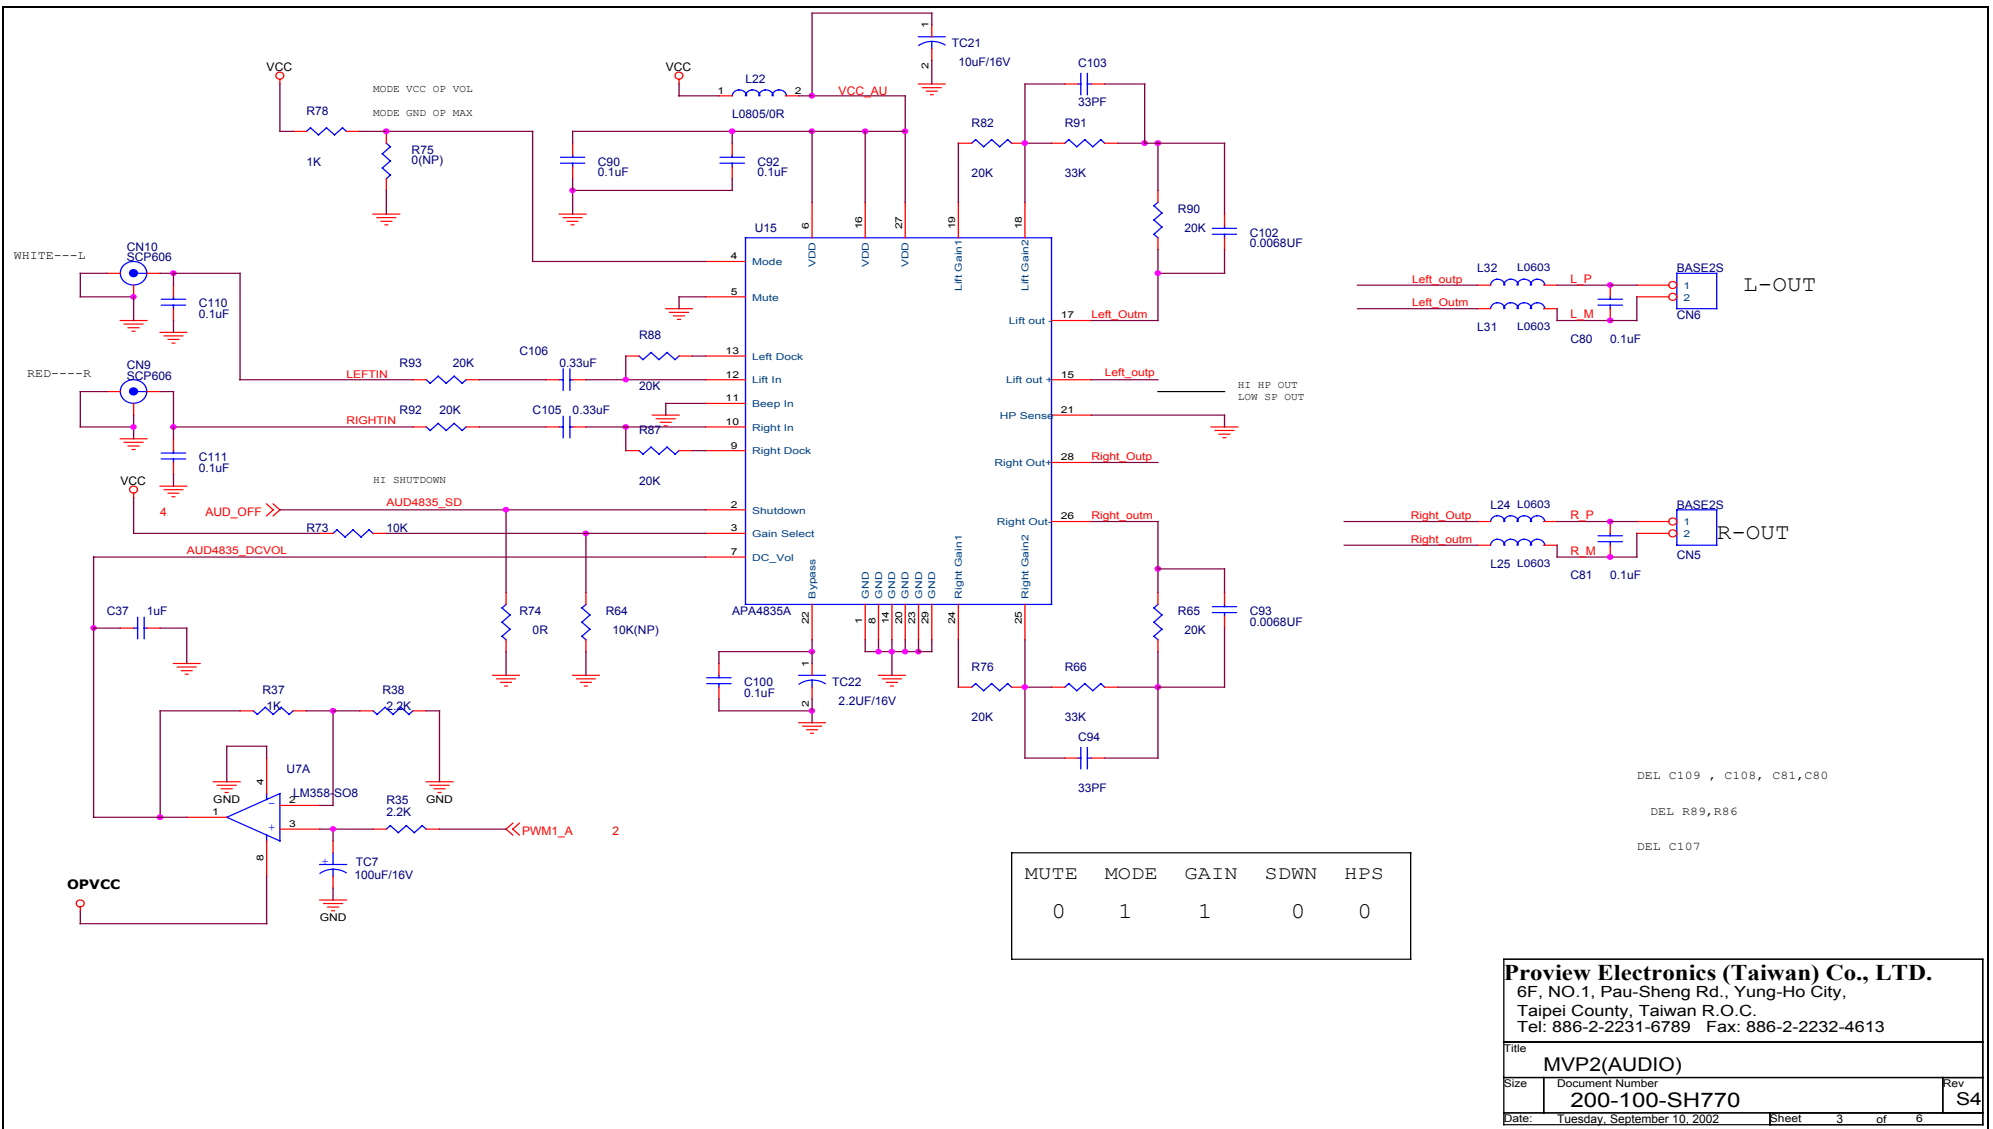 VCC
MODE VCC OP VOL
MODE GND OP MAX
R78
1K
R75
0(NP)
VCC
L22
1
2
L0805/0R
VCC_AU
1
2
TC21
10uF/16V
C90
0.1uF
C92
0.1uF
C103
33PF
R82
20K
R91
33K
R90
20K
C102
0.0068UF
U15
6
16
27
19
18
VDD
VDD
VDD
Lift Gain1
Lift Gain2
4
Mode
5
Mute
13
Left Dock
12
Lift In
11
Beep In
10
Right In
9
Right Dock
2
Shutdown
3
Gain Select
7
DC_Vol
Lift out -
17
Left_Outm
Lift out +
15
Left_outp
HP Sense
21
HI HP OUT
LOW SP OUT
Right Out+
28
Right_Outp
Right Out-
26
Right_outm
Bypass
GND
GND
GND
GND
GND
GND
Right Gain1
Right Gain2
APA4835A
22
1
8
14
20
23
29
24
25
WHITE---L
CN10
SCP606
C110
0.1uF
RED----R
CN9
SCP606
C111
0.1uF
LEFTIN
R93
20K
C106
0.33uF
R88
20K
RIGHTIN
R92
20K
C105
0.33uF
R87
20K
VCC
HI SHUTDOWN
4
AUD_OFF
AUD4835_SD
R73
10K
AUD4835_DCVOL
C37
1uF
R74
0R
R64
10K(NP)
C100
0.1uF
1
2
TC22
2.2UF/16V
R76
20K
R66
33K
C94
33PF
R65
20K
C93
0.0068UF
R37
1K
R38
2.2K
GND
GND
U7A
LM358-SO8
4
2
1
3
8
-
+
R35
2.2K
PWM1_A
2
TC7
100uF/16V
+
GND
OPVCC
Left_outp
L32
L0603
L_P
BASE2S
1
2
CN6
L-OUT
Left_Outm
L31
L0603
L_M
C80
0.1uF
Right_Outp
L24
L0603
R_P
BASE2S
1
2
CN5
R-OUT
Right_outm
L25
L0603
R_M
C81
0.1uF
DEL C109 , C108, C81,C80
DEL R89,R86
DEL C107
MUTE MODE GAIN SDWN HPS
0 1 1 0 0
Proview Electronics (Taiwan) Co., LTD.
6F, NO.1, Pau-Sheng Rd., Yung-Ho City,
Taipei County, Taiwan R.O.C.
Tel: 886-2-2231-6789 Fax: 886-2-2232-4613
Title
MVP2(AUDIO)
Size
Document Number
Rev
200-100-SH770
S4
Date:
Tuesday, September 10, 2002
Sheet
3
of
6